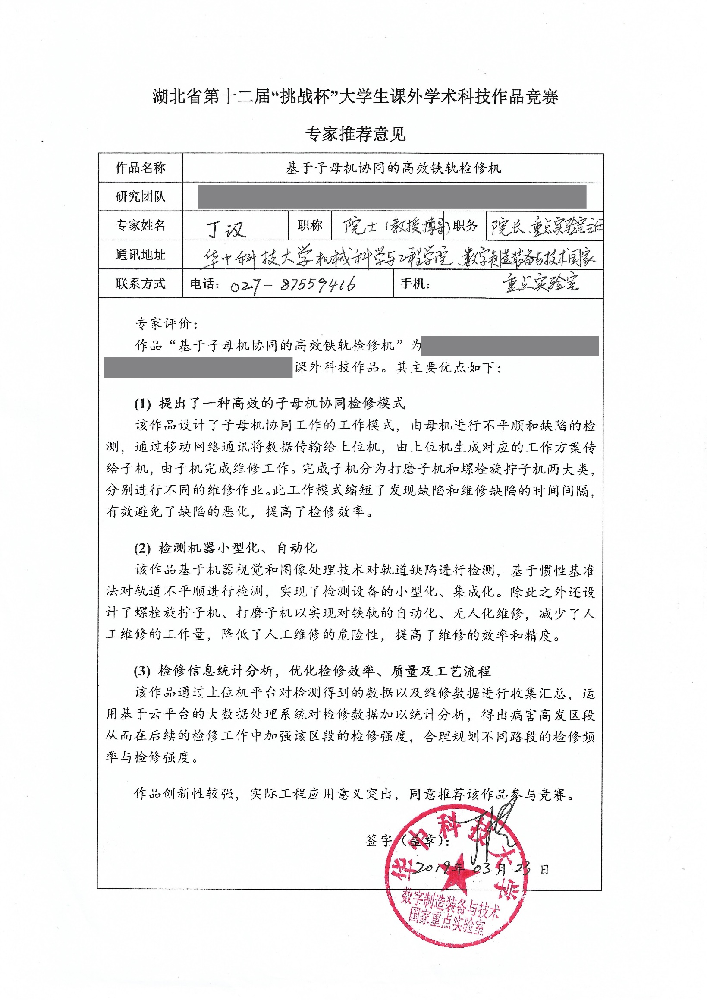 湖北省第十二届“挑战杯”大学生课外学术科技作品竞赛
专家推荐意见
作品名称 基于子母机协同的高效铁轨检修机
研究团队
专家姓名 丁汉 职称 院士(教授博导) 职务 院长、重点实验室主任
通讯地址 华中科技大学机械科学与工程学院、数字制造装备与技术国家
联系方式 电话：027-87559416 手机： 重点实验室
专家评价：
作品“基于子母机协同的高效铁轨检修机”为
课外科技作品。其主要优点如下：
(1) 提出了一种高效的子母机协同检修模式
该作品设计了子母机协同工作的工作模式，由母机进行不平顺和缺陷的检
测，通过移动网络通讯将数据传输给上位机，由上位机生成对应的工作方案传
给子机，由子机完成维修工作。完成子机分为打磨子机和螺栓旋拧子机两大类，
分别进行不同的维修作业。此工作模式缩短了发现缺陷和维修缺陷的时间间隔，
有效避免了缺陷的恶化，提高了检修效率。
(2) 检测机器小型化、自动化
该作品基于机器视觉和图像处理技术对轨道缺陷进行检测，基于惯性基准
法对轨道不平顺进行检测，实现了检测设备的小型化、集成化。除此之外还设
计了螺栓旋拧子机、打磨子机以实现对铁轨的自动化、无人化维修，减少了人
工维修的工作量，降低了人工维修的危险性，提高了维修的效率和精度。
(3) 检修信息统计分析，优化检修效率、质量及工艺流程
该作品通过上位机平台对检测得到的数据以及维修数据进行收集汇总，运
用基于云平台的大数据处理系统对检修数据加以统计分析，得出病害高发区段
从而在后续的检修工作中加强该区段的检修强度，合理规划不同路段的检修频
率与检修强度。
作品创新性较强，实际工程应用意义突出，同意推荐该作品参与竞赛。
签字（盖章）：丁汉
2019年 03月 23日
华中科技大学
数字制造装备与技术
国家重点实验室